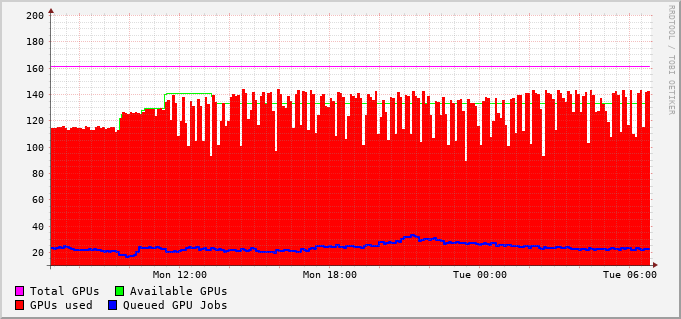 200
180
160
140
120
100
80
60
40
20
Mon 12:00 Mon 18:00 Tue 00:00 Tue 06:00
Total GPUs Available GPUs
GPUs used Queued GPU Jobs
RRDTOOL / TOBI OETIKER